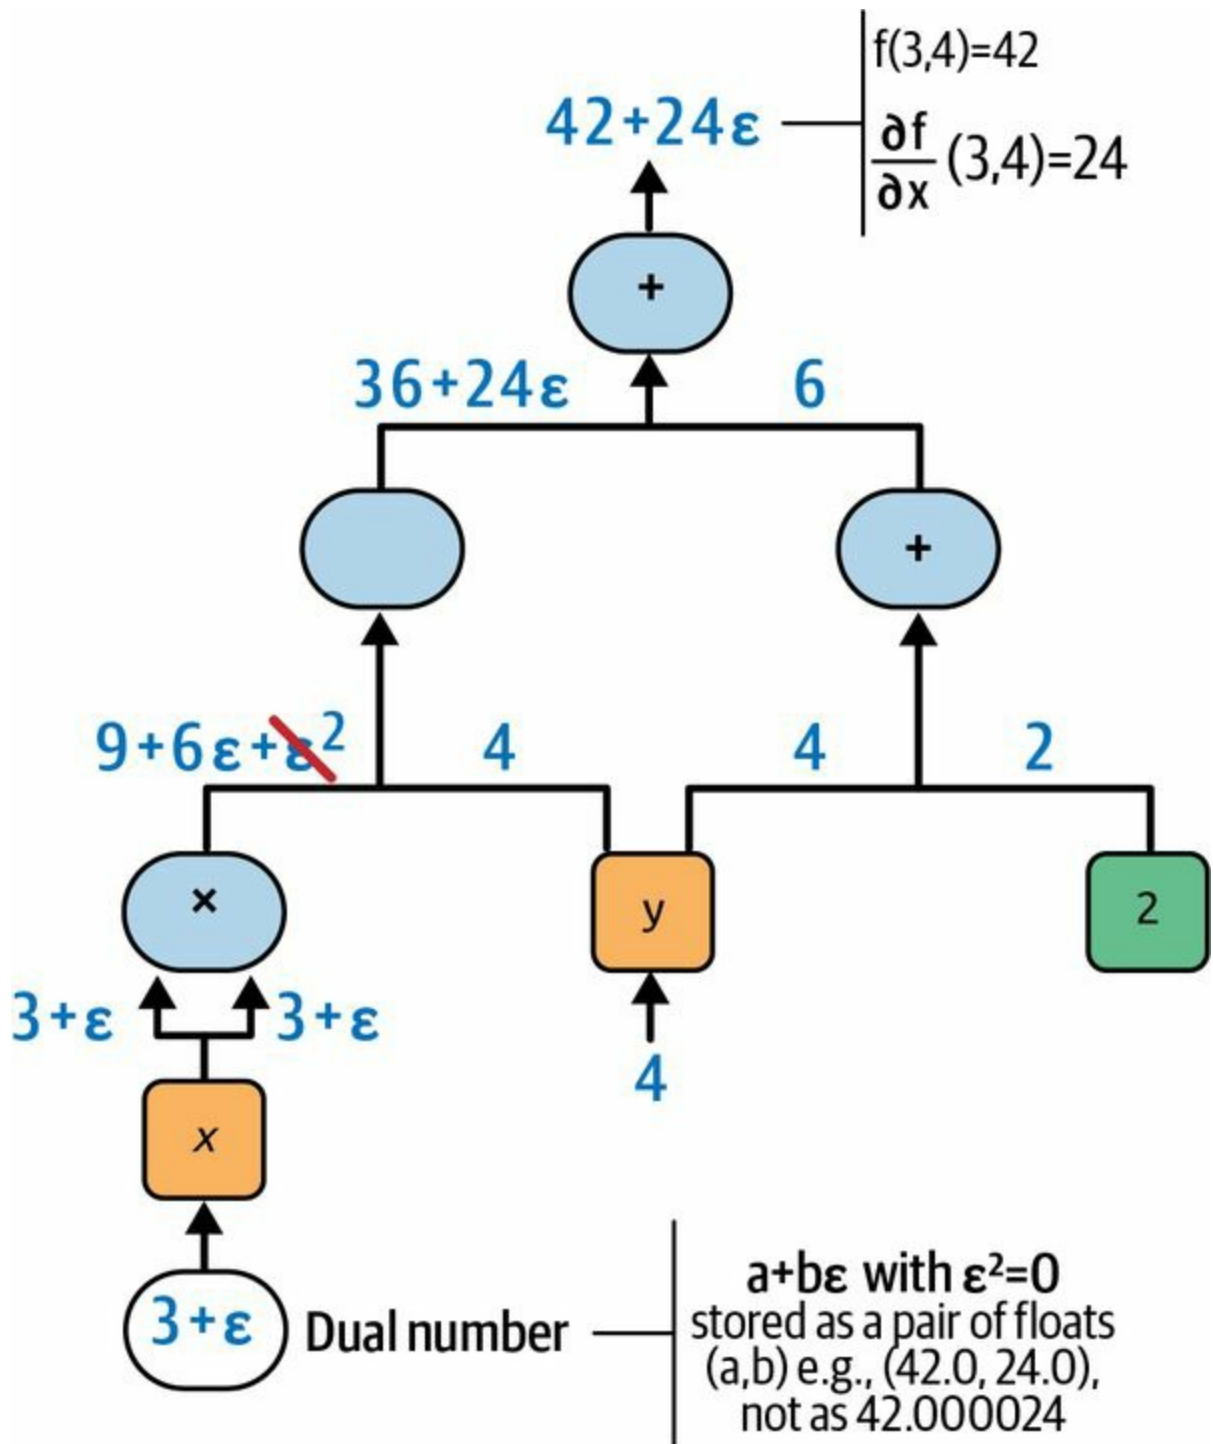 f(3,4)=42
42+24ε
∂f
∂x
(3,4)=24
+
36+24ε
6
+
9+6ε+ε²
4
4
2
×
y
2
3+ε
3+ε
4
x
3+ε
Dual number
a+bε with ε²=0
stored as a pair of floats
(a,b) e.g., (42.0, 24.0),
not as 42.000024